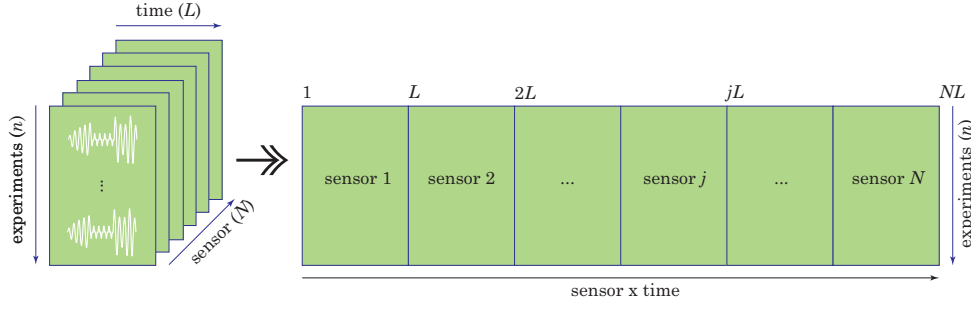 time (L)
experiments (n)
...
sensor (N)
1 L 2L jL NL
sensor 1 sensor 2 ... sensor j ... sensor N
experiments (n)
sensor x time